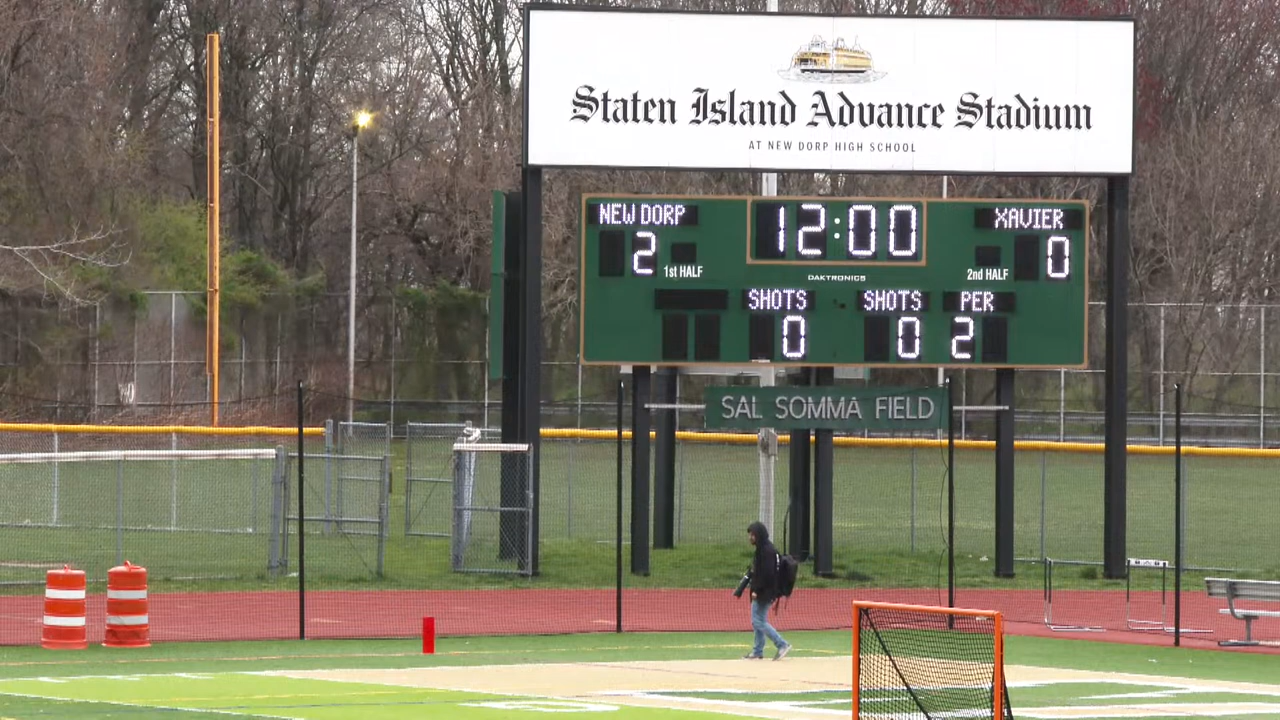 Staten Island Advance Stadium
AT NEW DORP HIGH SCHOOL
NEW DORP 12:00 XAVIER
2 1st HALF DAKTRONICS 2nd HALF 0
SHOTS SHOTS PER
0 0 2
SAL SOMMA FIELD